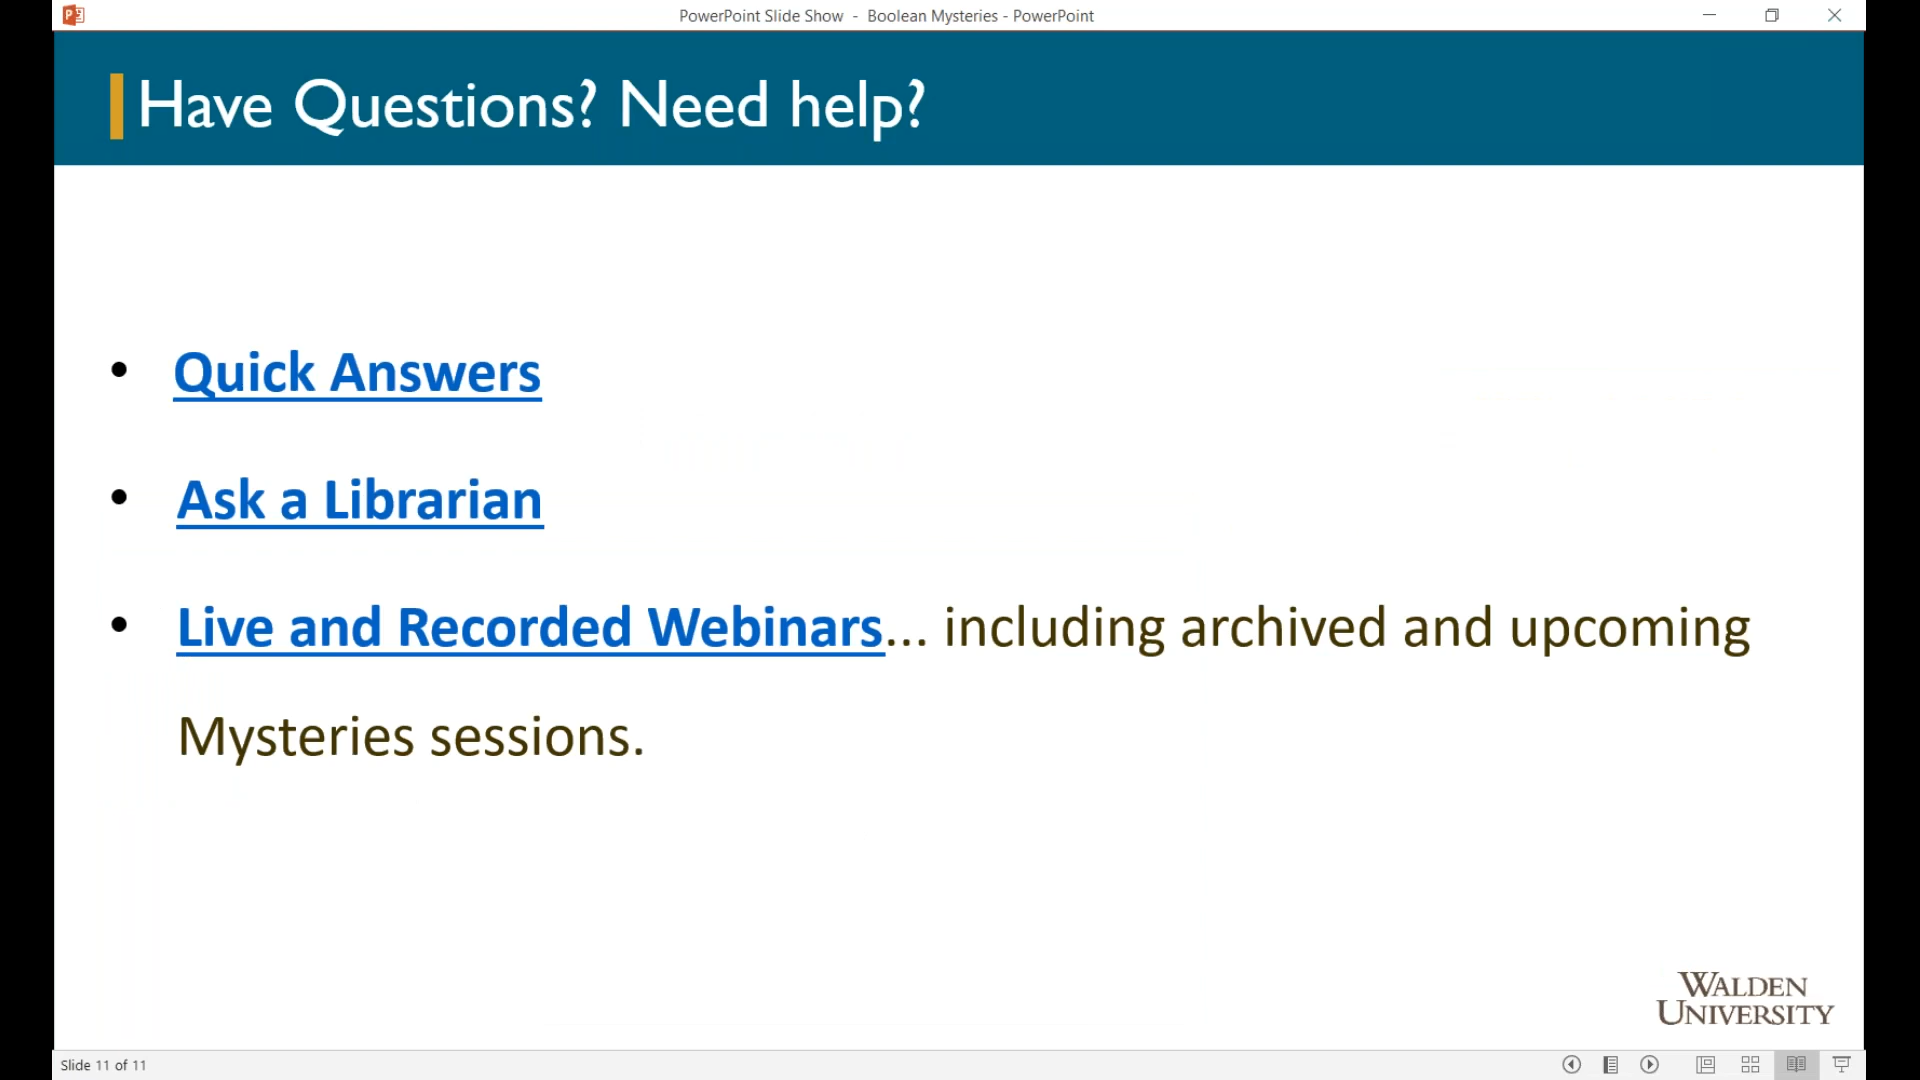 PowerPoint Slide Show - Boolean Mysteries - PowerPoint
Have Questions? Need help?
• Quick Answers
• Ask a Librarian
• Live and Recorded Webinars... including archived and upcoming
Mysteries sessions.
WALDEN
UNIVERSITY
Slide 11 of 11